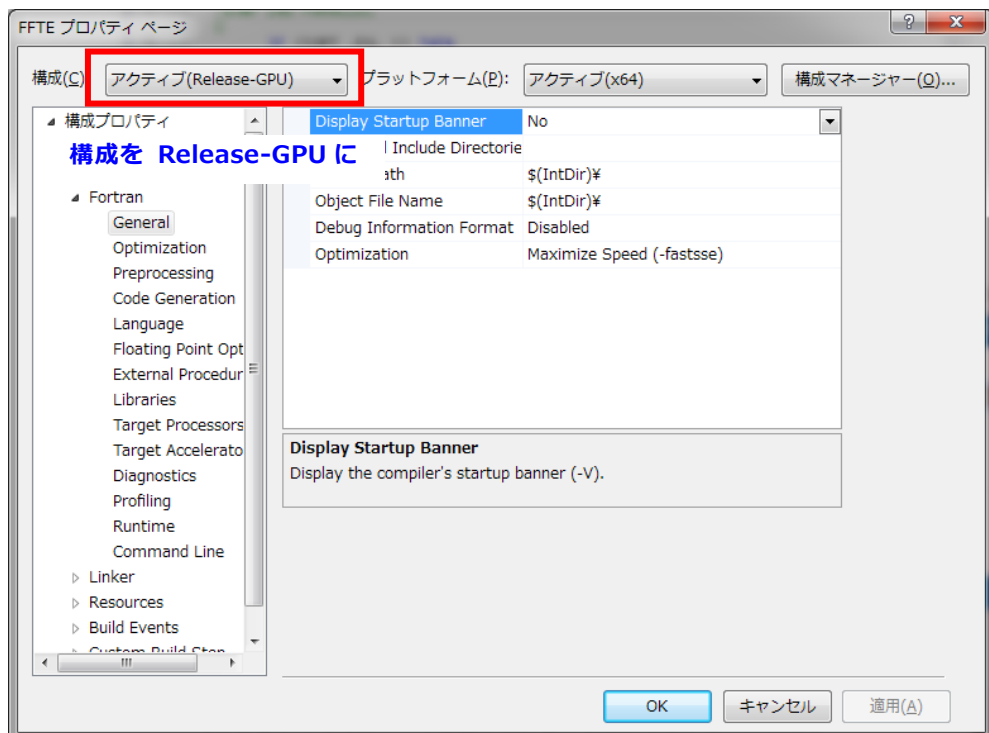 FFTE プロパティ ページ
構成(C) アクティブ(Release-GPU) プラットフォーム(P): アクティブ(x64) 構成マネージャー(O)...
構成プロパティ
構成を Release-GPU に
Fortran
General
Optimization
Preprocessing
Code Generation
Language
Floating Point Opt
External Procedur
Libraries
Target Processors
Target Accelerato
Diagnostics
Profiling
Runtime
Command Line
Linker
Resources
Build Events
Custom Build Step
Display Startup Banner No
Include Directorie
ath $(IntDir)¥
Object File Name $(IntDir)¥
Debug Information Format Disabled
Optimization Maximize Speed (-fastsse)
Display Startup Banner
Display the compiler's startup banner (-V).
OK キャンセル 適用(A)